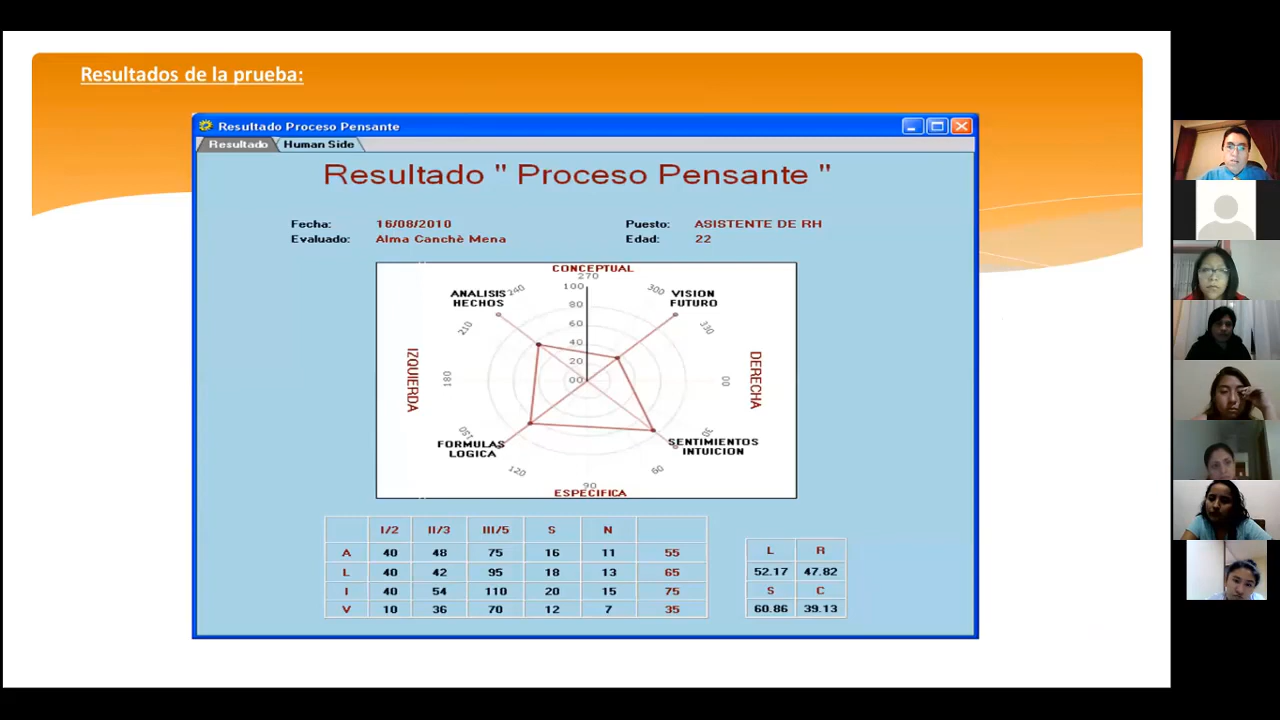 Resultados de la prueba:
Resultado Proceso Pensante
Resultado Human Side
Resultado " Proceso Pensante "
Fecha: 16/08/2010 Puesto: ASISTENTE DE RH
Evaluado: Alma Canchè Mena Edad: 22
CONCEPTUAL
270
ANALISIS HECHOS
240
100
300
VISION FUTURO
210
80
330
60
40
20
00
IZQUIERDA
180
00
DERECHA
150
FORMULAS LOGICA
120
90
60
30
SENTIMIENTOS INTUICION
ESPECIFICA
I/2 II/3 III/5 S N
A 40 48 75 16 11 55
L 40 42 95 18 13 65
I 40 54 110 20 15 75
V 10 36 70 12 7 35
L R
52.17 47.82
S C
60.86 39.13